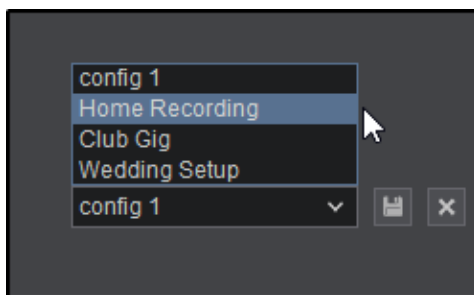 config 1
Home Recording
Club Gig
Wedding Setup
config 1